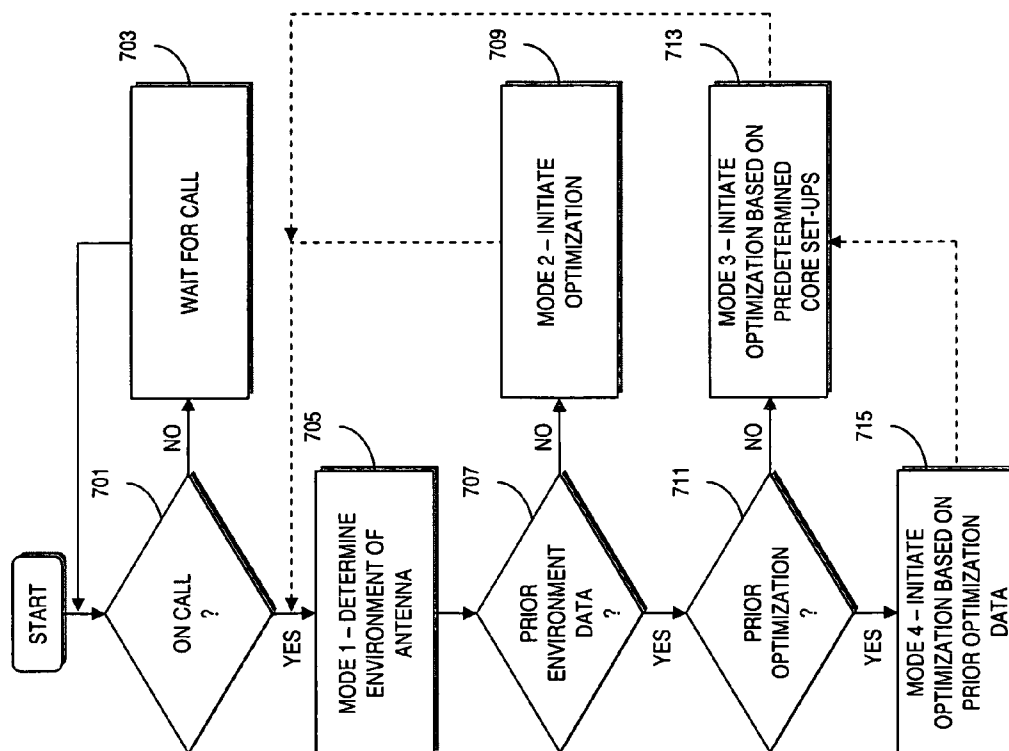 START
701
ON CALL
?
NO
YES
703
WAIT FOR CALL
705
MODE 1 – DETERMINE
ENVIRONMENT OF
ANTENNA
707
PRIOR
ENVIRONMENT
DATA
?
NO
YES
709
MODE 2 – INITIATE
OPTIMIZATION
711
PRIOR
OPTIMIZATION
?
NO
YES
713
MODE 3 – INITIATE
OPTIMIZATION BASED ON
PREDETERMINED
CORE SET-UPS
715
MODE 4 – INITIATE
OPTIMIZATION BASED ON
PRIOR OPTIMIZATION
DATA